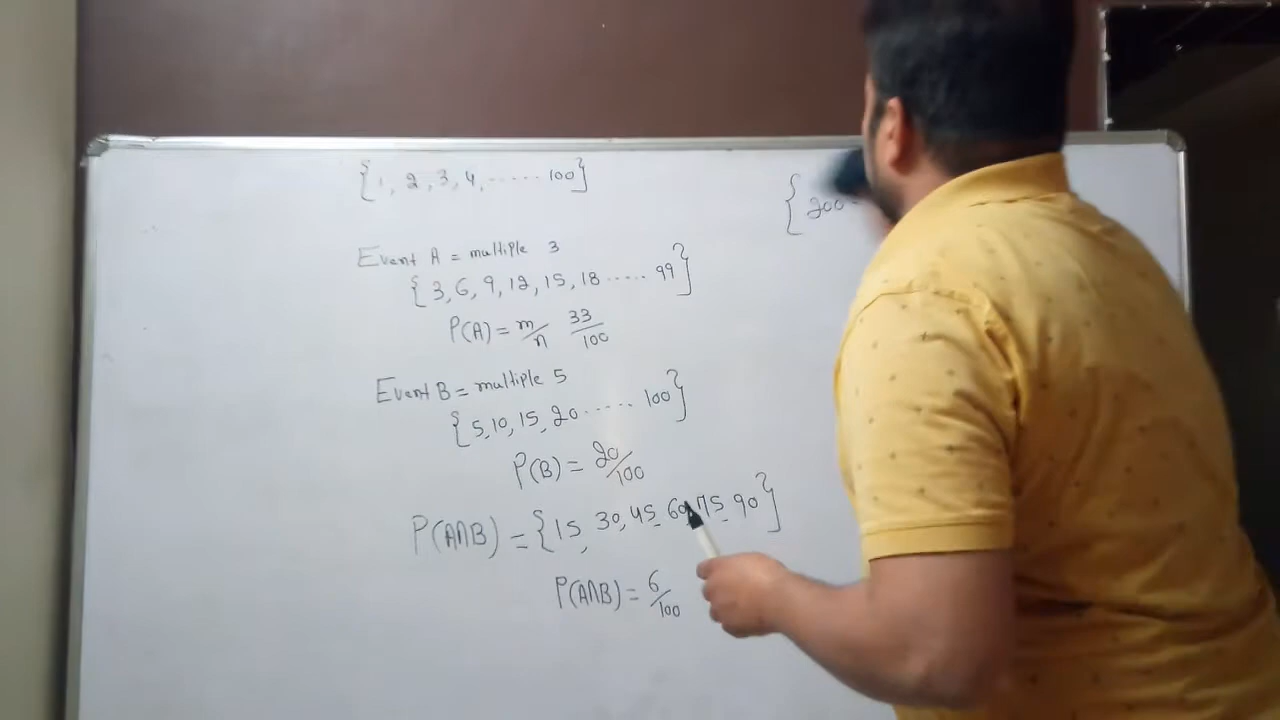 {1, 2, 3, 4, ...... 100}
{200
Event A = multiple 3
{3, 6, 9, 12, 15, 18 ...... 99}
P(A) = m/n 33/100
Event B = multiple 5
{5, 10, 15, 20 ...... 100}
P(B) = 20/100
P(A∩B) = {15, 30, 45 60, 75 90}
P(A∩B) = 6/100